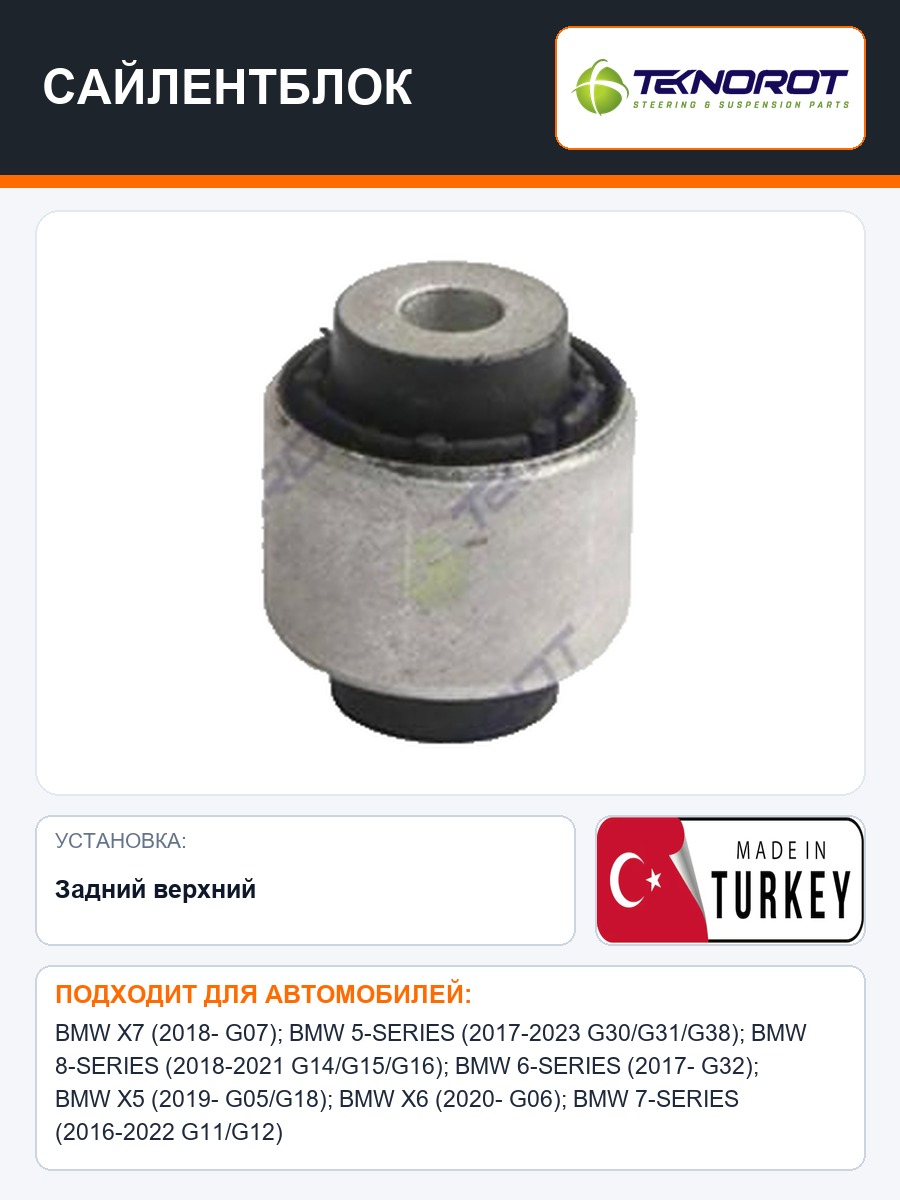 САЙЛЕНТБЛОК
TEKNOROT
STEERING & SUSPENSION PARTS
УСТАНОВКА:
Задний верхний
MADE IN
TURKEY
ПОДХОДИТ ДЛЯ АВТОМОБИЛЕЙ:
BMW X7 (2018- G07); BMW 5-SERIES (2017-2023 G30/G31/G38); BMW
8-SERIES (2018-2021 G14/G15/G16); BMW 6-SERIES (2017- G32);
BMW X5 (2019- G05/G18); BMW X6 (2020- G06); BMW 7-SERIES
(2016-2022 G11/G12)